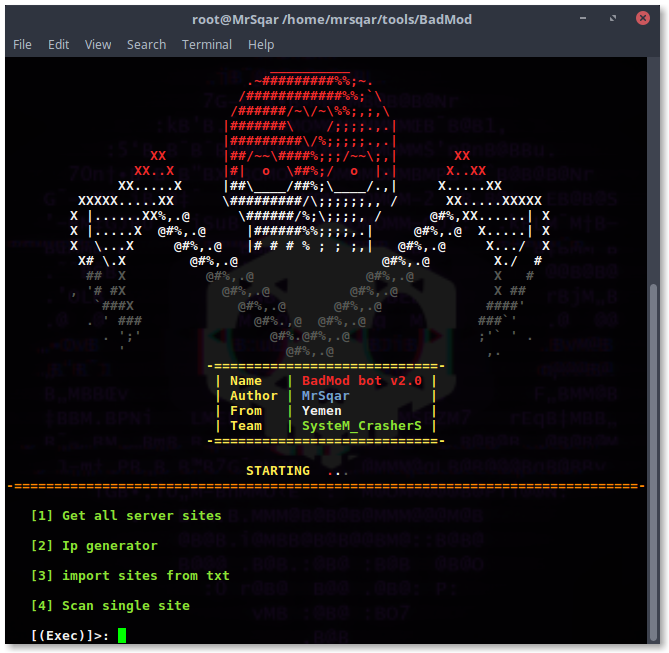 root@MrSqar /home/mrsqar/tools/BadMod
File Edit View Search Terminal Help
-============================-
| Name | BadMod bot v2.0 |
| Author | MrSqar |
| From | Yemen |
| Team | SysteM_CrasherS |
-============================-
STARTING ...
[1] Get all server sites
[2] Ip generator
[3] import sites from txt
[4] Scan single site
[(Exec)]>: